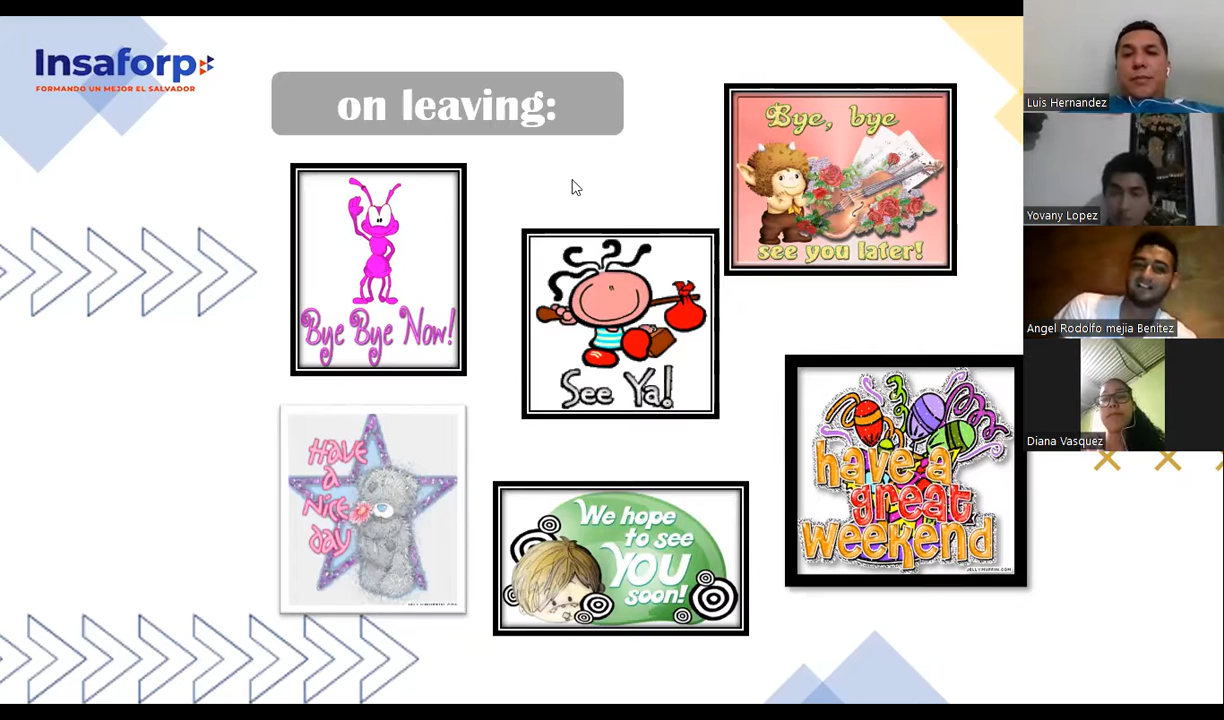 Insaforp
FORMANDO UN MEJOR EL SALVADOR
on leaving:
Bye, bye
see you later!
Bye Bye Now!
See Ya!
Have
a
Nice
day
We hope
to see
YOU
soon!
have a
great
weekend
JELLYMUFFIN.COM
Luis Hernandez
Yovany Lopez
Angel Rodolfo mejia Benitez
Diana Vasquez